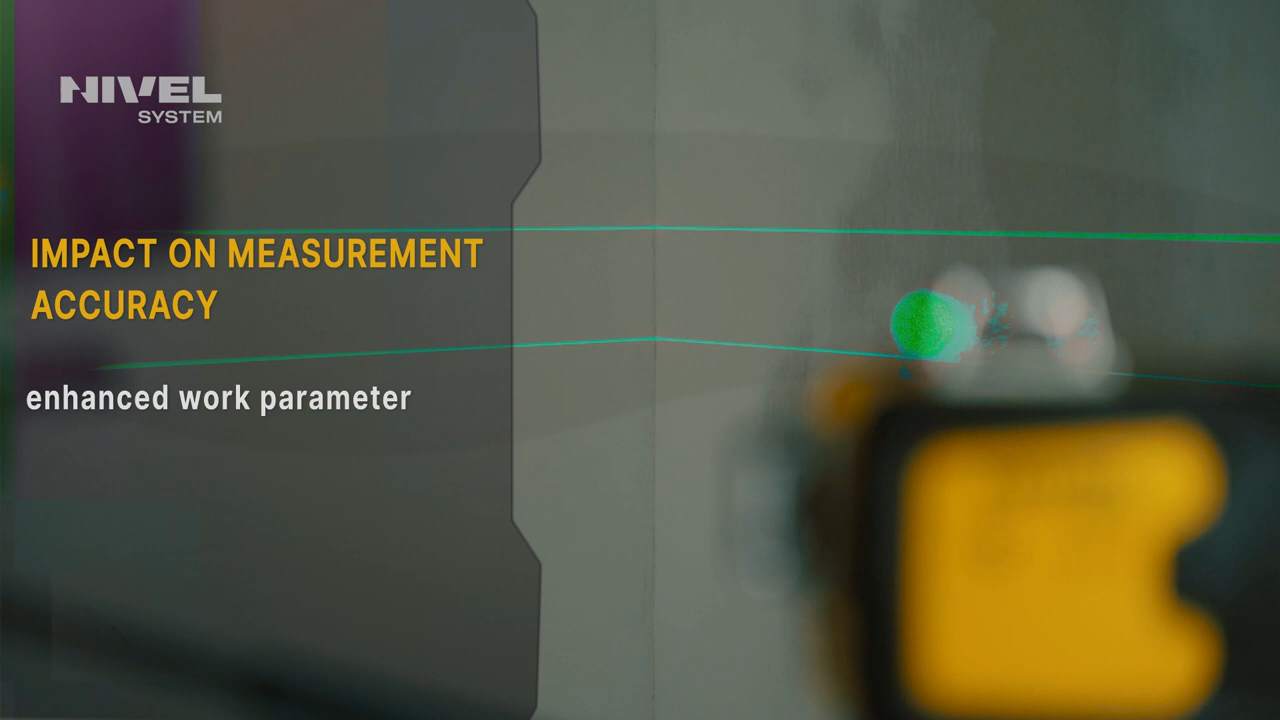 NIVEL
SYSTEM
IMPACT ON MEASUREMENT
ACCURACY
enhanced work parameter